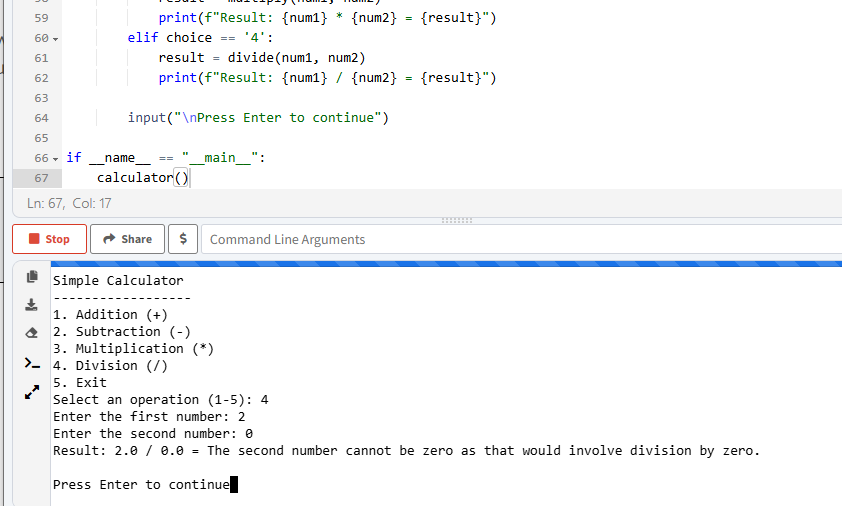 59 print(f"Result: {num1} * {num2} = {result}")
60 elif choice == '4':
61 result = divide(num1, num2)
62 print(f"Result: {num1} / {num2} = {result}")
63
64 input("\nPress Enter to continue")
65
66 if __name__ == "__main__":
67 calculator()
Ln: 67, Col: 17
Stop Share $ Command Line Arguments
Simple Calculator
------------------
1. Addition (+)
2. Subtraction (-)
3. Multiplication (*)
4. Division (/)
5. Exit
Select an operation (1-5): 4
Enter the first number: 2
Enter the second number: 0
Result: 2.0 / 0.0 = The second number cannot be zero as that would involve division by zero.
Press Enter to continue